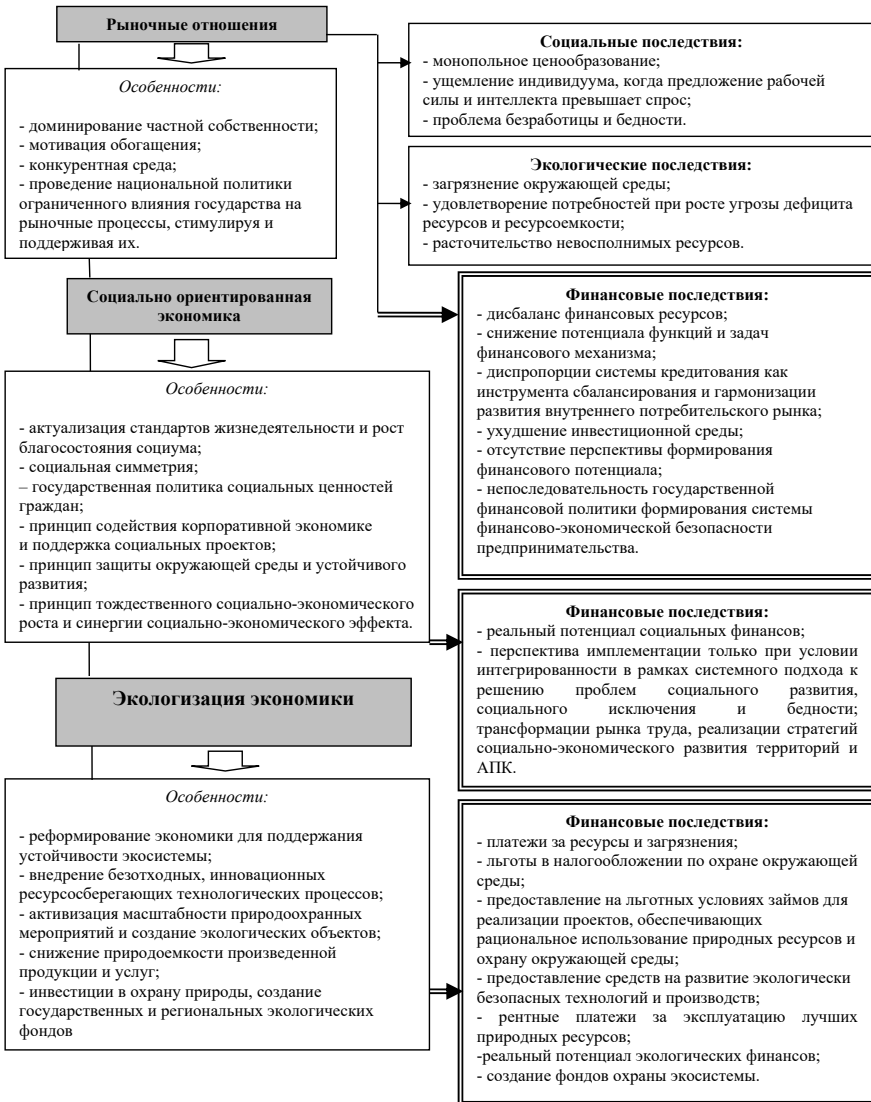 Рыночные отношения
Особенности:
- доминирование частной собственности;
- мотивация обогащения;
- конкурентная среда;
- проведение национальной политики
ограниченного влияния государства на
рыночные процессы, стимулируя и
поддерживая их.
Социальные последствия:
- монопольное ценообразование;
- ущемление индивидуума, когда предложение рабочей
силы и интеллекта превышает спрос;
- проблема безработицы и бедности.
Экологические последствия:
- загрязнение окружающей среды;
- удовлетворение потребностей при росте угрозы дефицита
ресурсов и ресурсоемкости;
- расточительство невосполнимых ресурсов.
Финансовые последствия:
- дисбаланс финансовых ресурсов;
- снижение потенциала функций и задач
финансового механизма;
- диспропорции системы кредитования как
инструмента сбалансирования и гармонизации
развития внутреннего потребительского рынка;
- ухудшение инвестиционной среды;
- отсутствие перспективы формирования
финансового потенциала;
- непоследовательность государственной
финансовой политики формирования системы
финансово-экономической безопасности
предпринимательства.
Социально ориентированная
экономика
Особенности:
- актуализация стандартов жизнедеятельности и рост
благосостояния социума;
- социальная симметрия;
– государственная политика социальных ценностей
граждан;
- принцип содействия корпоративной экономике
и поддержка социальных проектов;
- принцип защиты окружающей среды и устойчивого
развития;
- принцип тождественного социально-экономического
роста и синергии социально-экономического эффекта.
Финансовые последствия:
- реальный потенциал социальных финансов;
- перспектива имплементации только при условии
интегрированности в рамках системного подхода к
решению проблем социального развития,
социального исключения и бедности;
трансформации рынка труда, реализации стратегий
социально-экономического развития территорий и
АПК.
Экологизация экономики
Особенности:
- реформирование экономики для поддержания
устойчивости экосистемы;
- внедрение безотходных, инновационных
ресурсосберегающих технологических процессов;
- активизация масштабности природоохранных
мероприятий и создание экологических объектов;
- снижение природоемкости произведенной
продукции и услуг;
- инвестиции в охрану природы, создание
государственных и региональных экологических
фондов
Финансовые последствия:
- платежи за ресурсы и загрязнения;
- льготы в налогообложении по охране окружающей
среды;
- предоставление на льготных условиях займов для
реализации проектов, обеспечивающих
рациональное использование природных ресурсов и
охрану окружающей среды;
- предоставление средств на развитие экологически
безопасных технологий и производств;
- рентные платежи за эксплуатацию лучших
природных ресурсов;
-реальный потенциал экологических финансов;
- создание фондов охраны экосистемы.